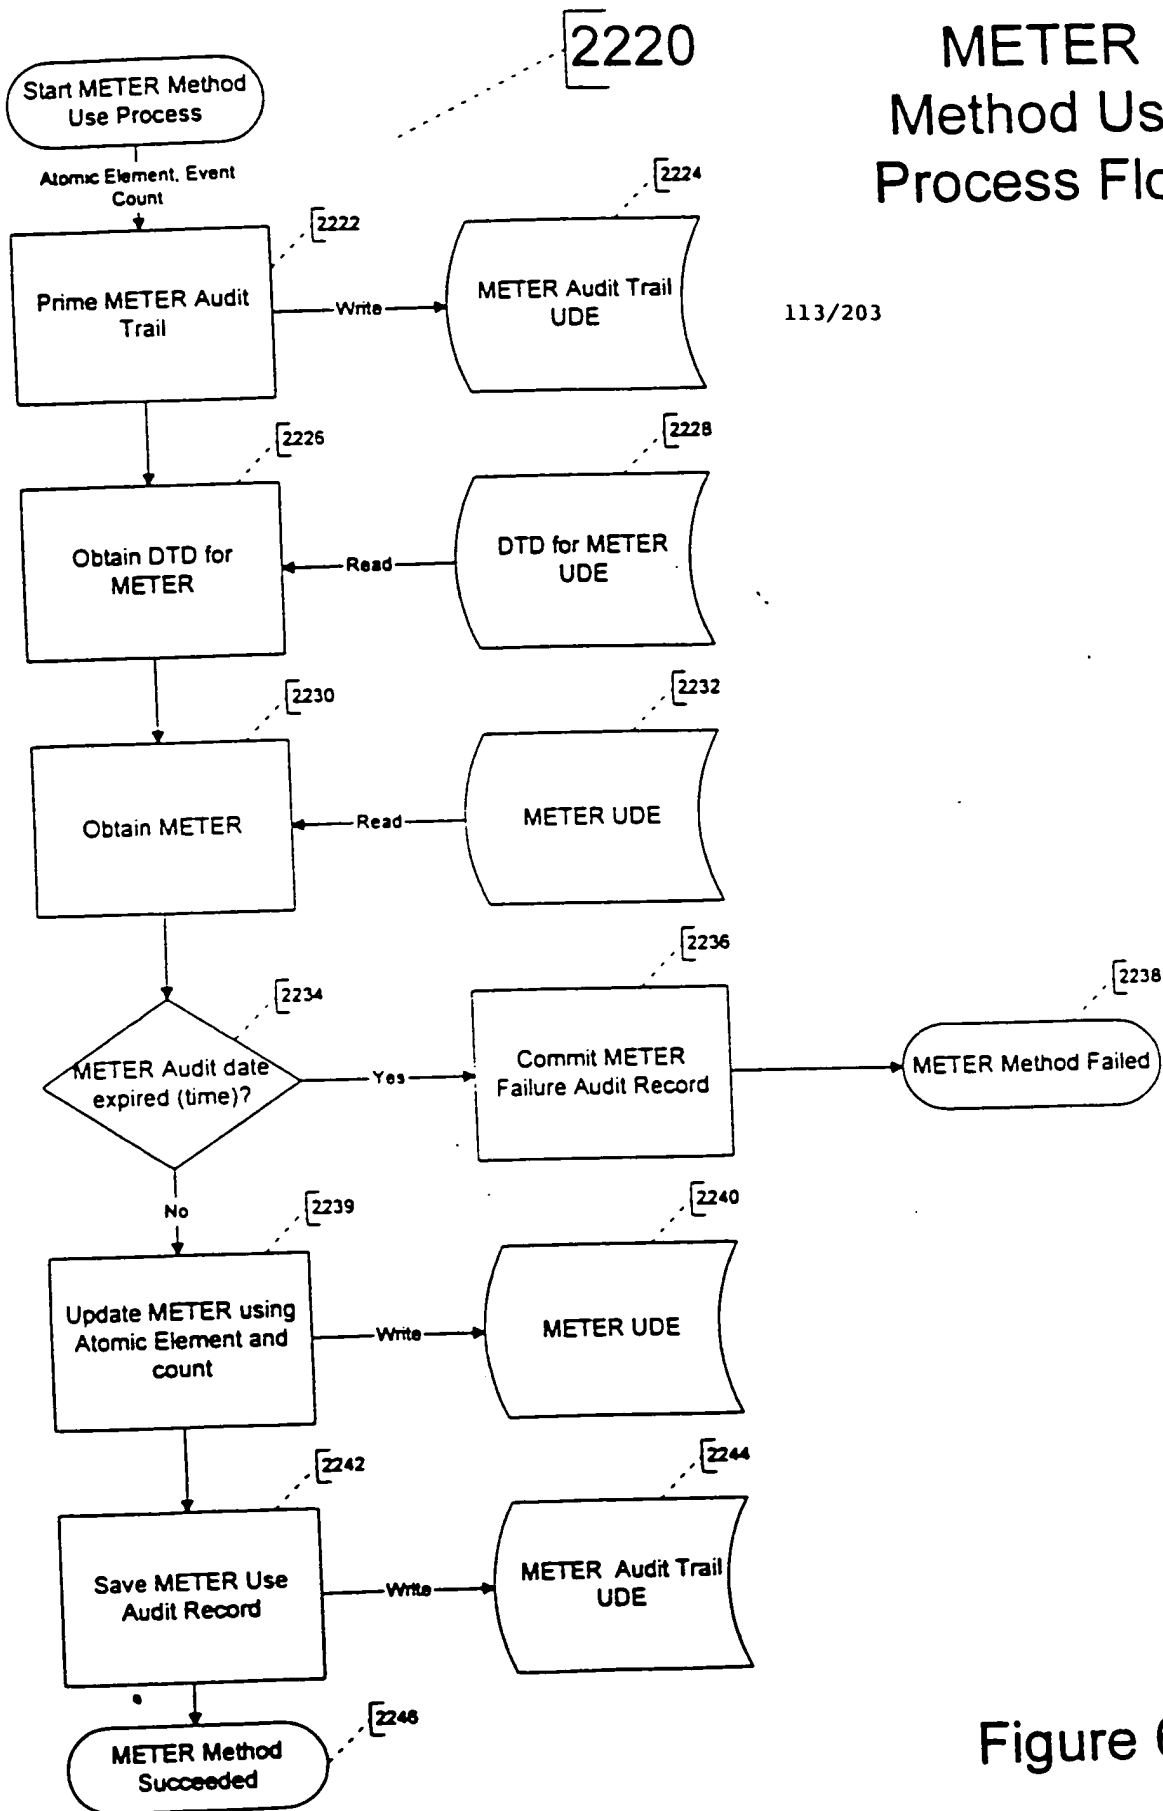 2220
METER
Method Us
Process Flo
Start METER Method
Use Process
Atomic Element, Event
Count
2222
2224
Prime METER Audit
Trail
Write
METER Audit Trail
UDE
113/203
2226
2228
Obtain DTD for
METER
Read
DTD for METER
UDE
2230
2232
Obtain METER
Read
METER UDE
2234
2236
2238
METER Audit date
expired (time)?
Yes
Commit METER
Failure Audit Record
METER Method Failed
No
2239
2240
Update METER using
Atomic Element and
count
Write
METER UDE
2242
2244
Save METER Use
Audit Record
Write
METER Audit Trail
UDE
2246
METER Method
Succeeded
Figure